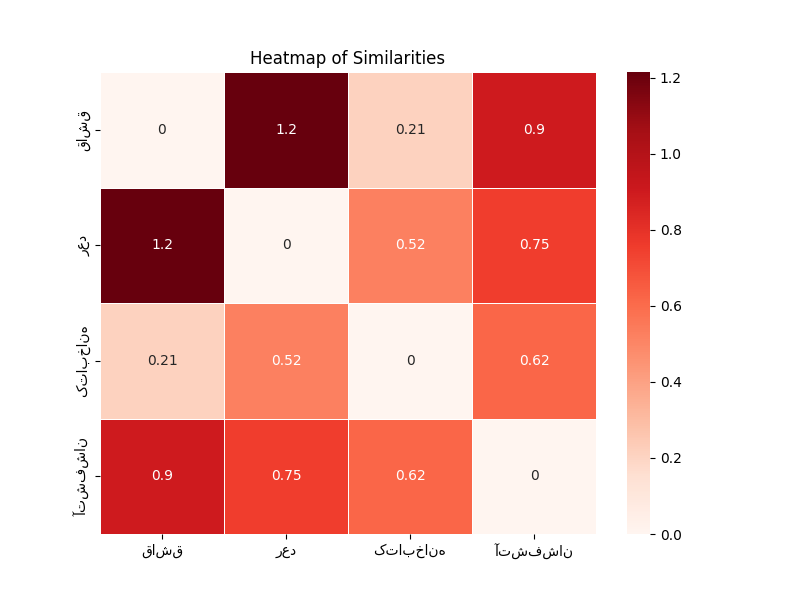 Heatmap of Similarities
قاشق 0 1.2 0.21 0.9
رعد 1.2 0 0.52 0.75
کتابخانه 0.21 0.52 0 0.62
آتشفشان 0.9 0.75 0.62 0
قاشق رعد کتابخانه آتشفشان
1.2
1.0
0.8
0.6
0.4
0.2
0.0